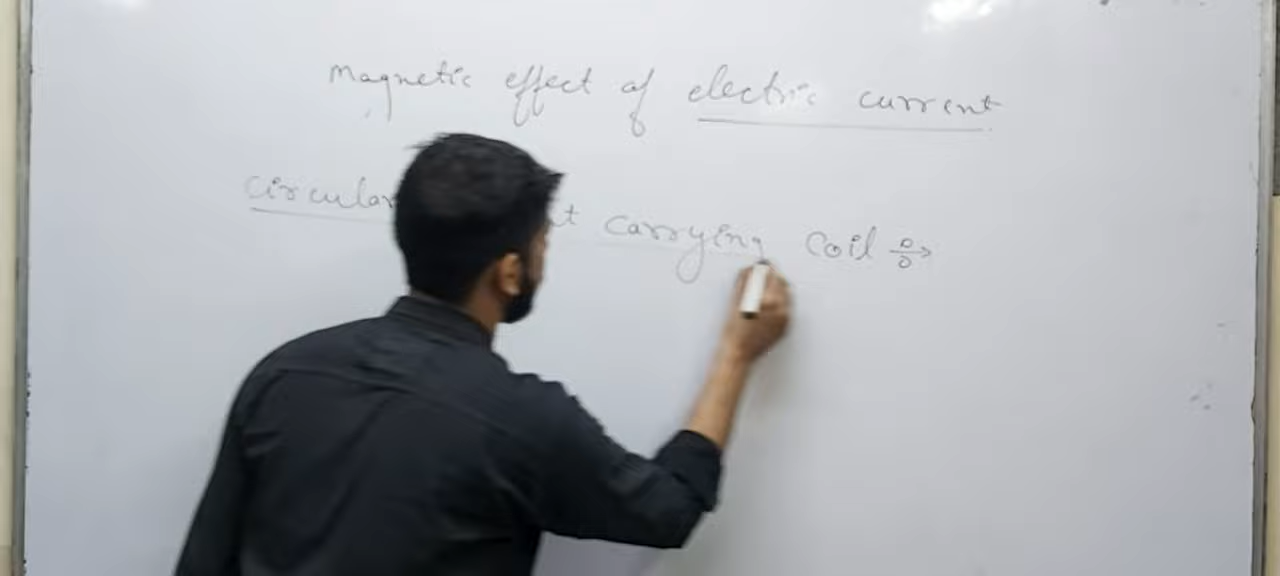 Magnetic effect of electric current
circular carrying coil